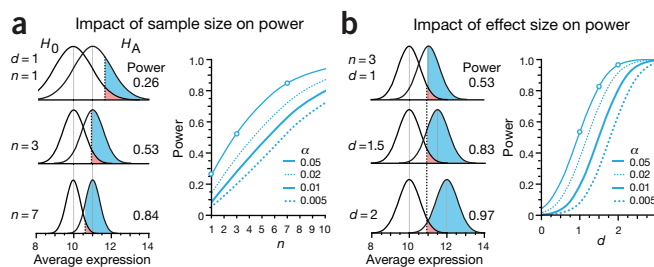 a Impact of sample size on power
H0 HA
d = 1
n = 1
Power
0.26
n = 3
0.53
n = 7
0.84
8 10 12 14
Average expression
Power
1.0
0.8
0.6
0.4
0.2
0
α
0.05
0.02
0.01
0.005
1 2 3 4 5 6 7 8 9 10
n
b Impact of effect size on power
n = 3
d = 1
Power
0.53
d = 1.5
0.83
d = 2
0.97
8 10 12 14
Average expression
Power
1.0
0.8
0.6
0.4
0.2
0
α
0.05
0.02
0.01
0.005
0 1 2
d